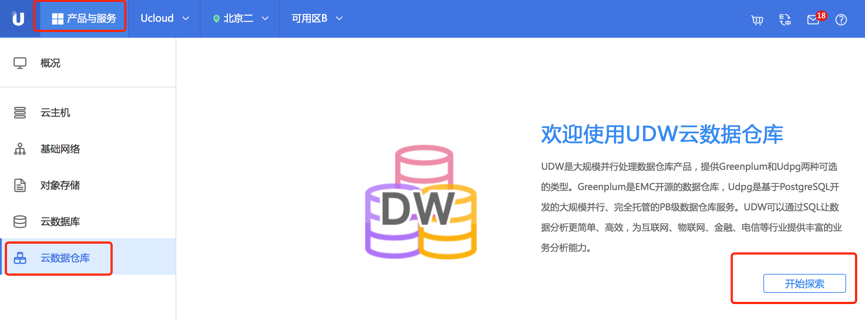 产品与服务 Ucloud 北京二 可用区B 18
概况
云主机
基础网络
对象存储
云数据库
云数据仓库
DW
欢迎使用UDW云数据仓库
UDW是大规模并行处理数据仓库产品，提供Greenplum和Udpg两种可选
的类型。Greenplum是EMC开源的数据仓库，Udpg是基于PostgreSQL开
发的大规模并行、完全托管的PB级数据仓库服务。UDW可以通过SQL让数
据分析更简单、高效，为互联网、物联网、金融、电信等行业提供丰富的业
务分析能力。
开始探索